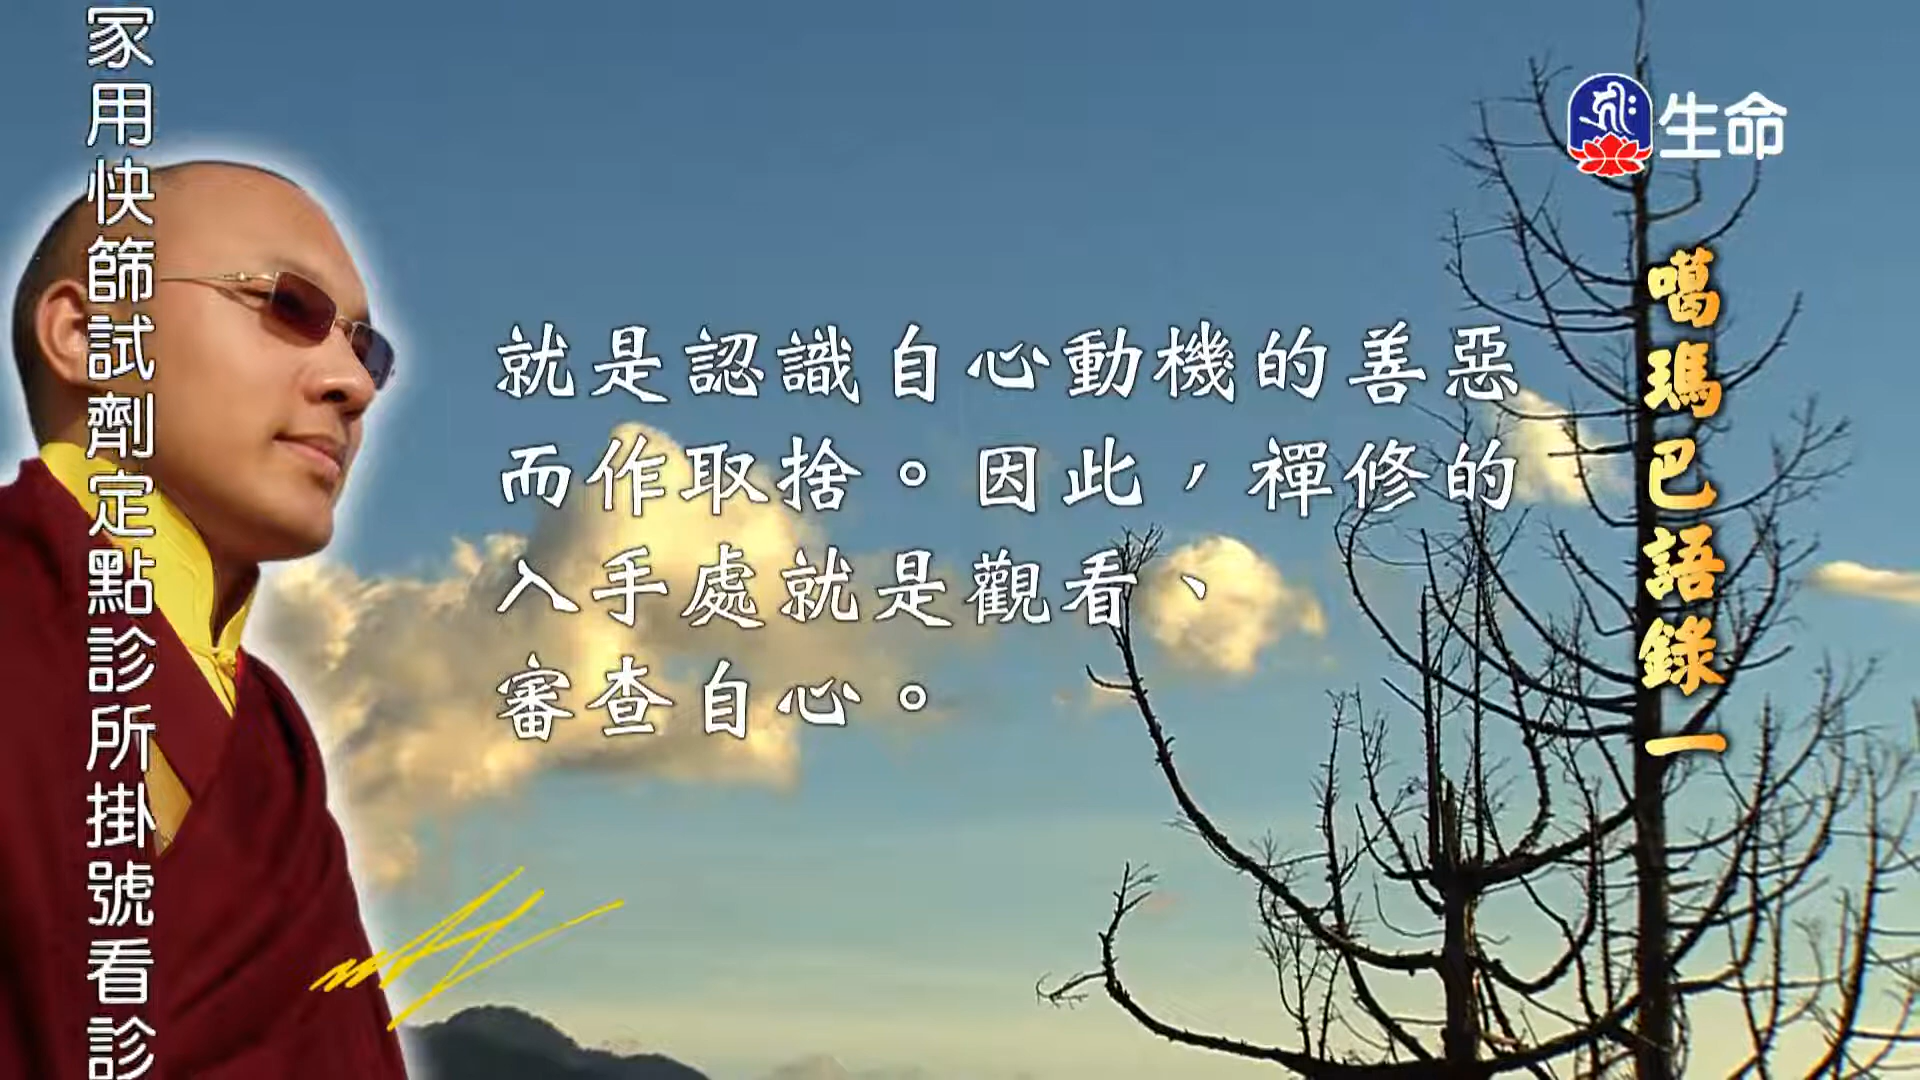 生命
噶瑪巴語錄一
就是認識自心動機的善惡
而作取捨。因此，禪修的
入手處就是觀看、
審查自心。
家用快篩試劑定點診所掛號看診